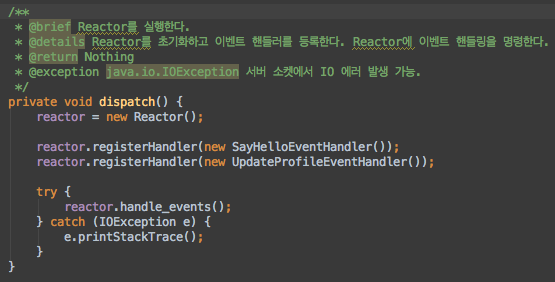 /**
 * @brief Reactor를 실행한다.
 * @details Reactor를 초기화하고 이벤트 핸들러를 등록한다. Reactor에 이벤트 핸들링을 명령한다.
 * @return Nothing
 * @exception java.io.IOException 서버 소켓에서 IO 에러 발생 가능.
 */
private void dispatch() {
    reactor = new Reactor();

    reactor.registerHandler(new SayHelloEventHandler());
    reactor.registerHandler(new UpdateProfileEventHandler());

    try {
        reactor.handle_events();
    } catch (IOException e) {
        e.printStackTrace();
    }
}